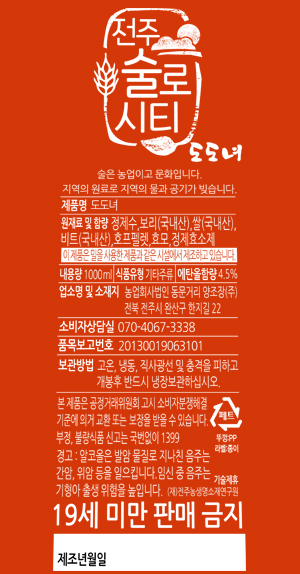 전주
술로
시티
도도녀
술은 농업이고 문화입니다.
지역의 원료로 지역의 물과 공기가 빚습니다.
제품명 도도녀
원재료 및 함량 정제수,보리(국내산),쌀(국내산),
비트(국내산),호프펠렛,효모,정제효소제
이 제품은 밀을 사용한 제품과 같은 시설에서 제조하고 있습니다.
내용량 1000ml 식품유형 기타주류 에탄올함량 4.5%
업소명 및 소재지 농업회사법인 동문거리 양조장(주)
전북 전주시 완산구 한지길 22
소비자상담실 070-4067-3338
품목보고번호 20130019063101
보관방법 고온, 냉동, 직사광선 및 충격을 피하고
개봉후 반드시 냉장보관하십시오.
본 제품은 공정거래위원회 고시 소비자분쟁해결
기준에 의거 교환 또는 보장을 받을 수 있습니다.
부정, 불량식품 신고는 국번없이 1399
페트
뚜껑:PP
라벨:종이
경고 : 알코올은 발암 물질로 지나친 음주는
간암, 위암 등을 일으킵니다. 임신 중 음주는
기형아 출생 위험을 높입니다.
기술제휴
(재)전주농생명소재연구원
19세 미만 판매 금지
제조년월일